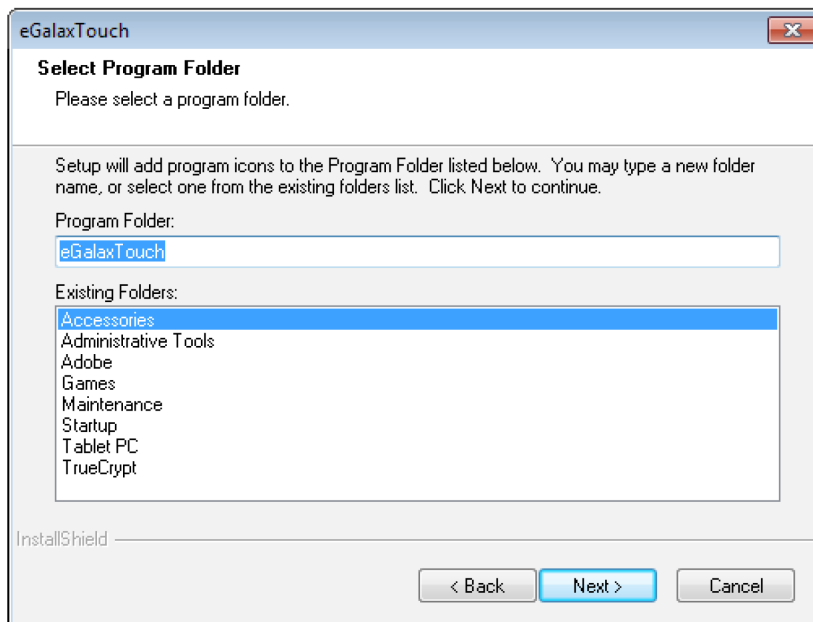 eGalaxTouch
Select Program Folder
Please select a program folder.
Setup will add program icons to the Program Folder listed below. You may type a new folder
name, or select one from the existing folders list. Click Next to continue.
Program Folder:
eGalaxTouch
Existing Folders:
Accessories
Administrative Tools
Adobe
Games
Maintenance
Startup
Tablet PC
TrueCrypt
InstallShield
< Back
Next >
Cancel